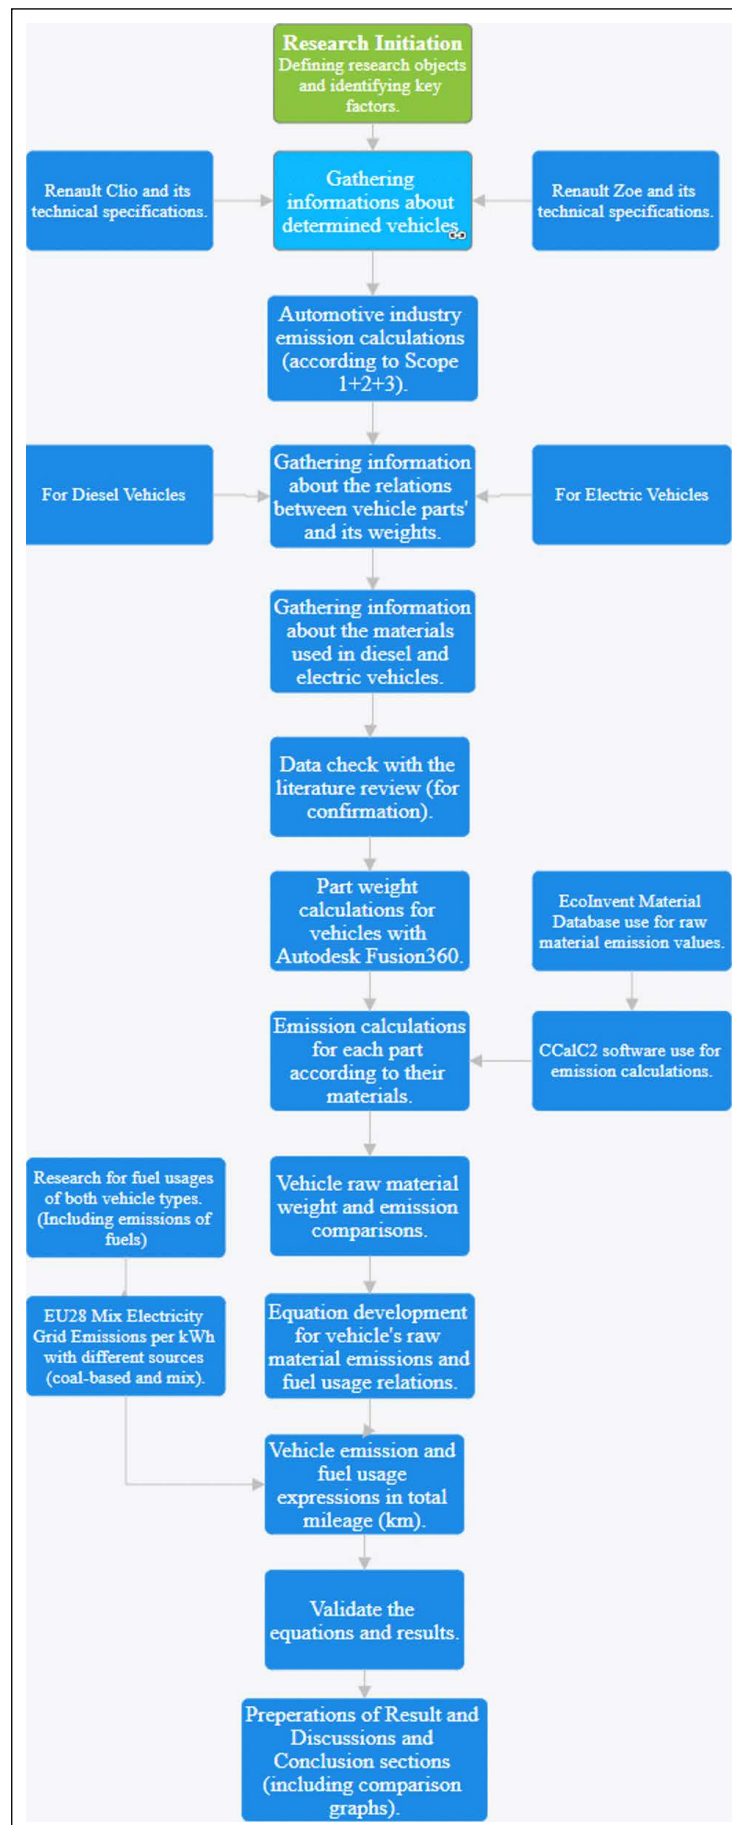 Research Initiation
Defining research objects
and identifying key
factors.
Renault Clio and its
technical specifications.
Gathering
informations about
determined vehicles.
Renault Zoe and its
technical specifications.
Automotive industry
emission calculations
(according to Scope
1+2+3).
For Diesel Vehicles
Gathering information
about the relations
between vehicle parts'
and its weights.
For Electric Vehicles
Gathering information
about the materials
used in diesel and
electric vehicles.
Data check with the
literature review (for
confirmation).
Part weight
calculations for
vehicles with
Autodesk Fusion360.
EcoInvent Material
Database use for raw
material emission values.
Emission calculations
for each part
according to their
materials.
CCalC2 software use for
emission calculations.
Research for fuel usages
of both vehicle types.
(Including emissions of
fuels)
Vehicle raw material
weight and emission
comparisons.
EU28 Mix Electricity
Grid Emissions per kWh
with different sources
(coal-based and mix).
Equation development
for vehicle's raw
material emissions and
fuel usage relations.
Vehicle emission and
fuel usage
expressions in total
mileage (km).
Validate the
equations and results.
Preperations of Result and
Discussions and
Conclusion sections
(including comparison
graphs).